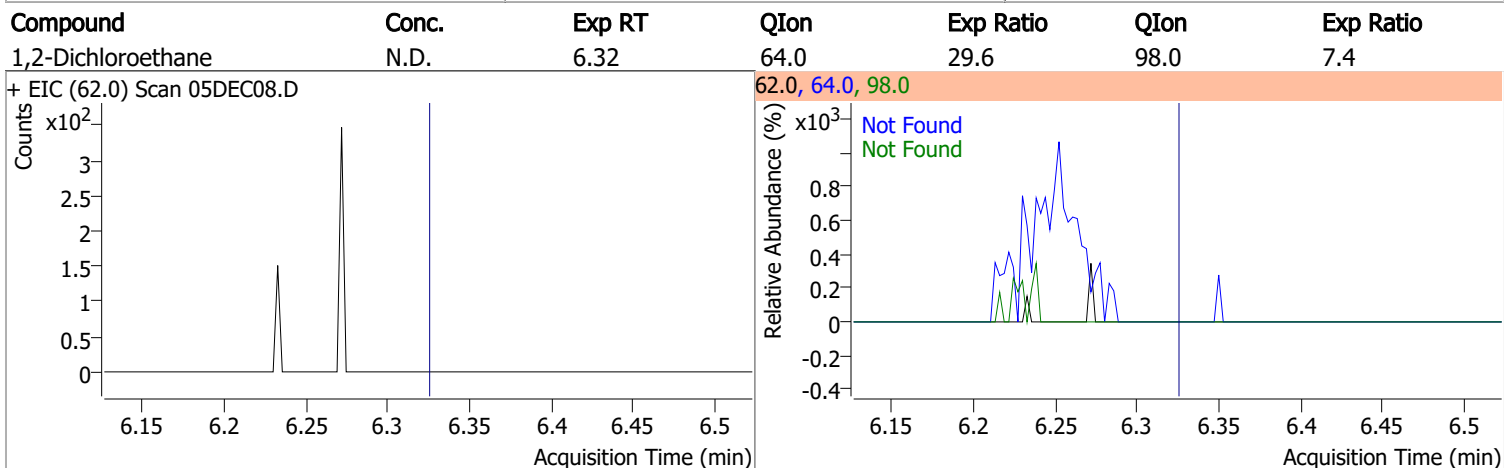 Compound Conc. Exp RT QIon Exp Ratio QIon Exp Ratio
1,2-Dichloroethane N.D. 6.32 64.0 29.6 98.0 7.4
+ EIC (62.0) Scan 05DEC08.D
Counts
x10²
3
2.5
2
1.5
1
0.5
0
6.15 6.2 6.25 6.3 6.35 6.4 6.45 6.5
Acquisition Time (min)
62.0, 64.0, 98.0
Relative Abundance (%)
x10³
Not Found
Not Found
0.8
0.6
0.4
0.2
0
-0.2
-0.4
6.15 6.2 6.25 6.3 6.35 6.4 6.45 6.5
Acquisition Time (min)